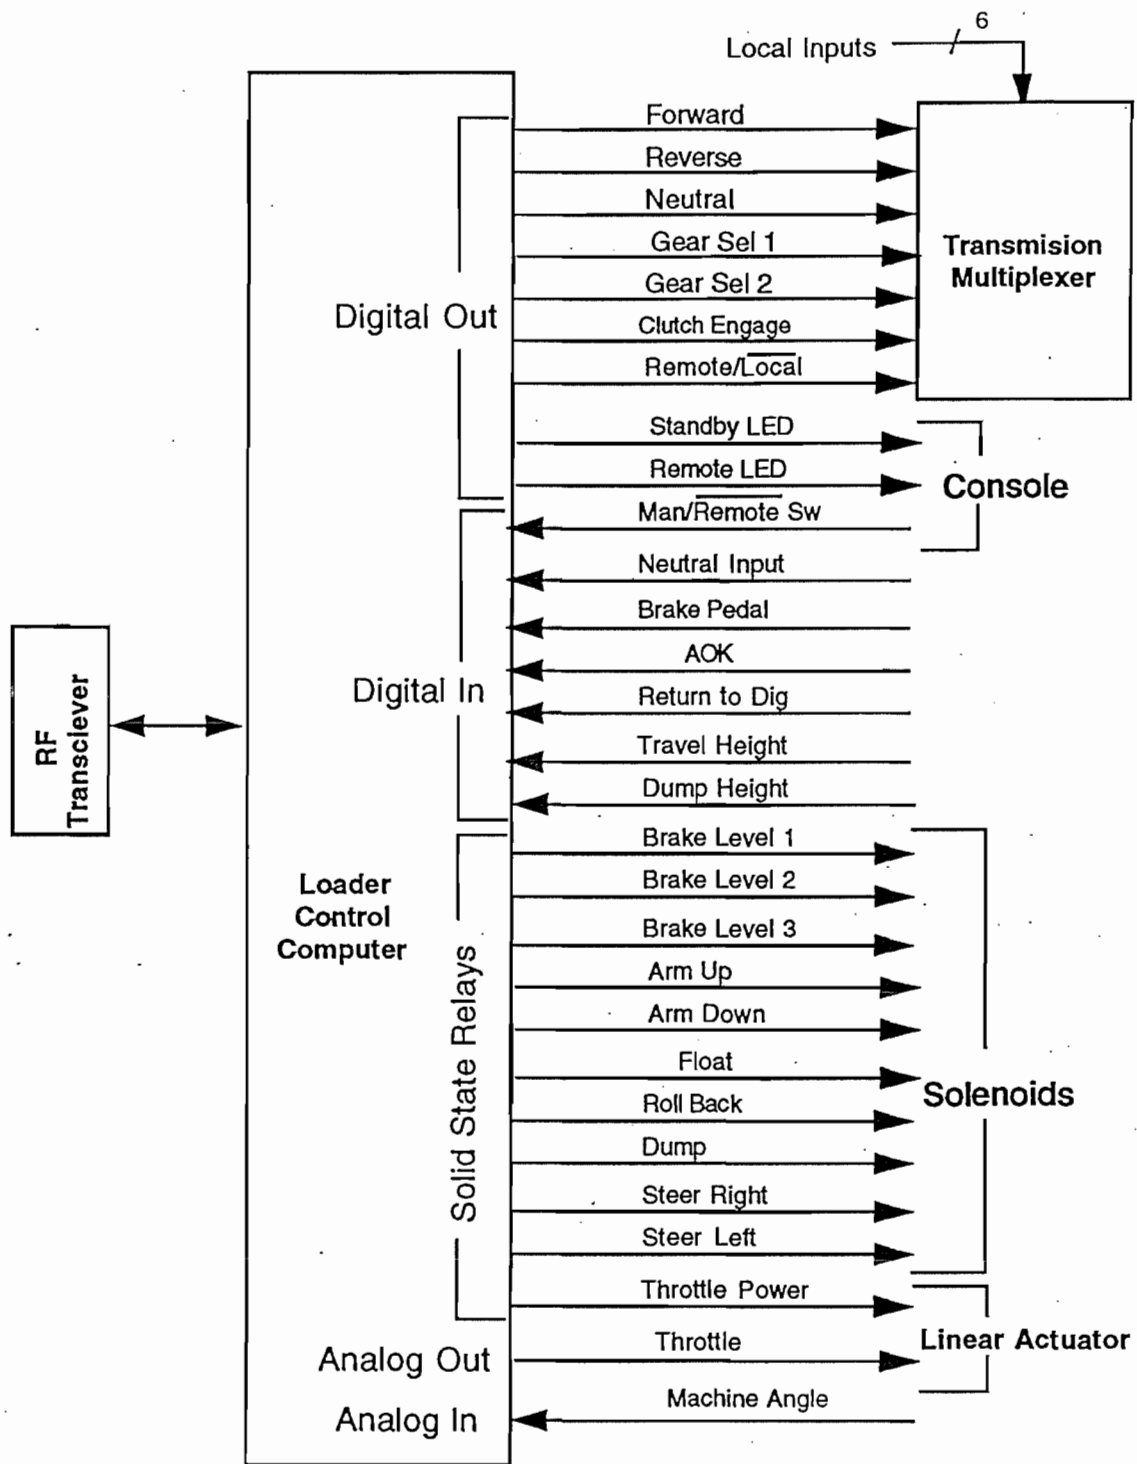 6
Local Inputs
Forward
Reverse
Neutral
Gear Sel 1
Gear Sel 2
Clutch Engage
Remote/Local
Transmision
Multiplexer
Digital Out
Standby LED
Remote LED
Man/Remote Sw
Console
Neutral Input
Brake Pedal
AOK
Return to Dig
Travel Height
Dump Height
Digital In
RF
Transciever
Loader
Control
Computer
Solid State Relays
Brake Level 1
Brake Level 2
Brake Level 3
Arm Up
Arm Down
Float
Roll Back
Dump
Steer Right
Steer Left
Solenoids
Throttle Power
Throttle
Linear Actuator
Analog Out
Machine Angle
Analog In